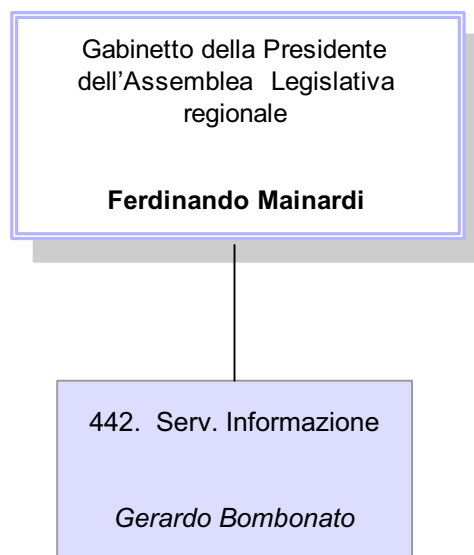 Gabinetto della Presidente
dell’Assemblea Legislativa
regionale
Ferdinando Mainardi
442. Serv. Informazione
Gerardo Bombonato